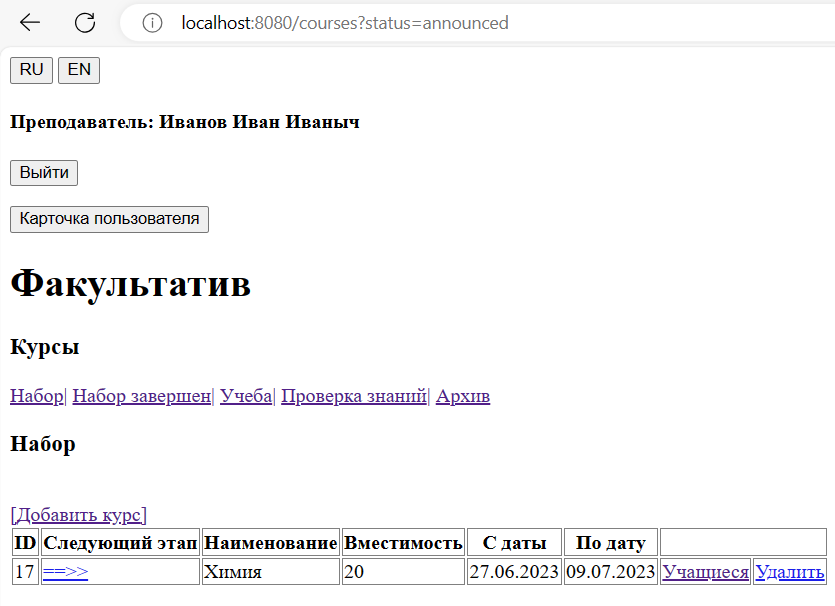 localhost:8080/courses?status=announced
RU EN
Преподаватель: Иванов Иван Иваныч
Выйти
Карточка пользователя
Факультатив
Курсы
Набор| Набор завершен| Учеба| Проверка знаний| Архив
Набор
[Добавить курс]
ID Следующий этап Наименование Вместимость С даты По дату
17 ==>> Химия 20 27.06.2023 09.07.2023 Учащиеся Удалить